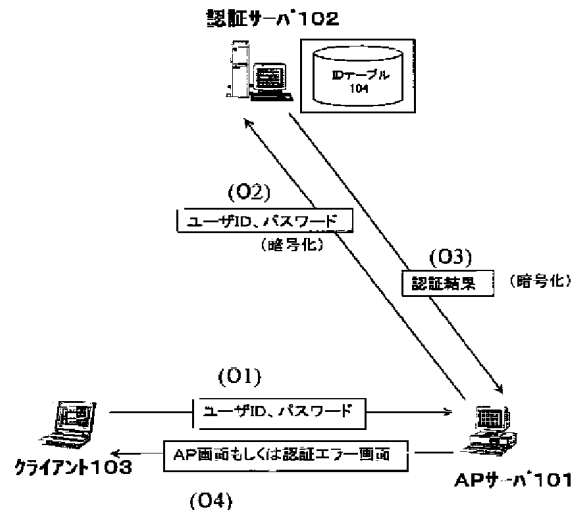 認証サーバ102
IDテーブル
104
(02)
ユーザID、パスワード
(暗号化)
(03)
認証結果
(暗号化)
(01)
ユーザID、パスワード
AP画面もしくは認証エラー画面
クライアント103
APサーバ101
(04)